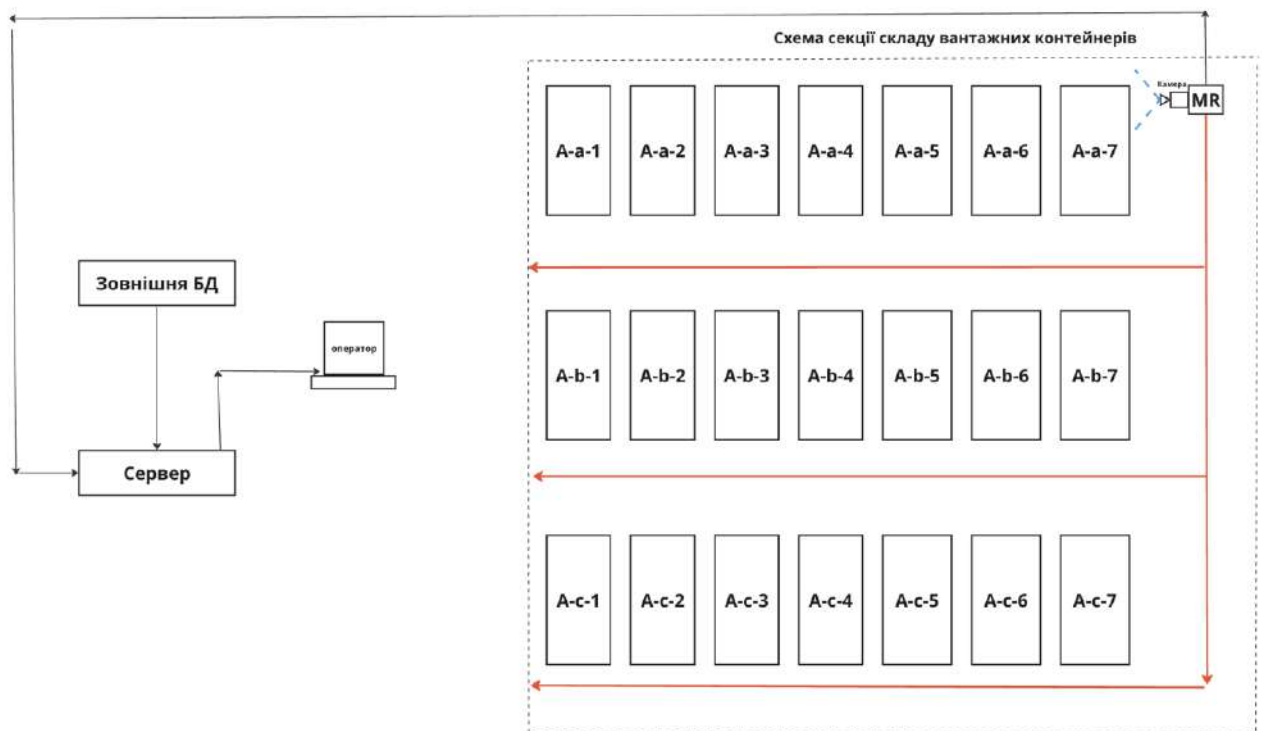 Схема секції складу вантажних контейнерів
Камера
MR
A-a-1 A-a-2 A-a-3 A-a-4 A-a-5 A-a-6 A-a-7
Зовнішня БД
оператор
A-b-1 A-b-2 A-b-3 A-b-4 A-b-5 A-b-6 A-b-7
Сервер
A-c-1 A-c-2 A-c-3 A-c-4 A-c-5 A-c-6 A-c-7